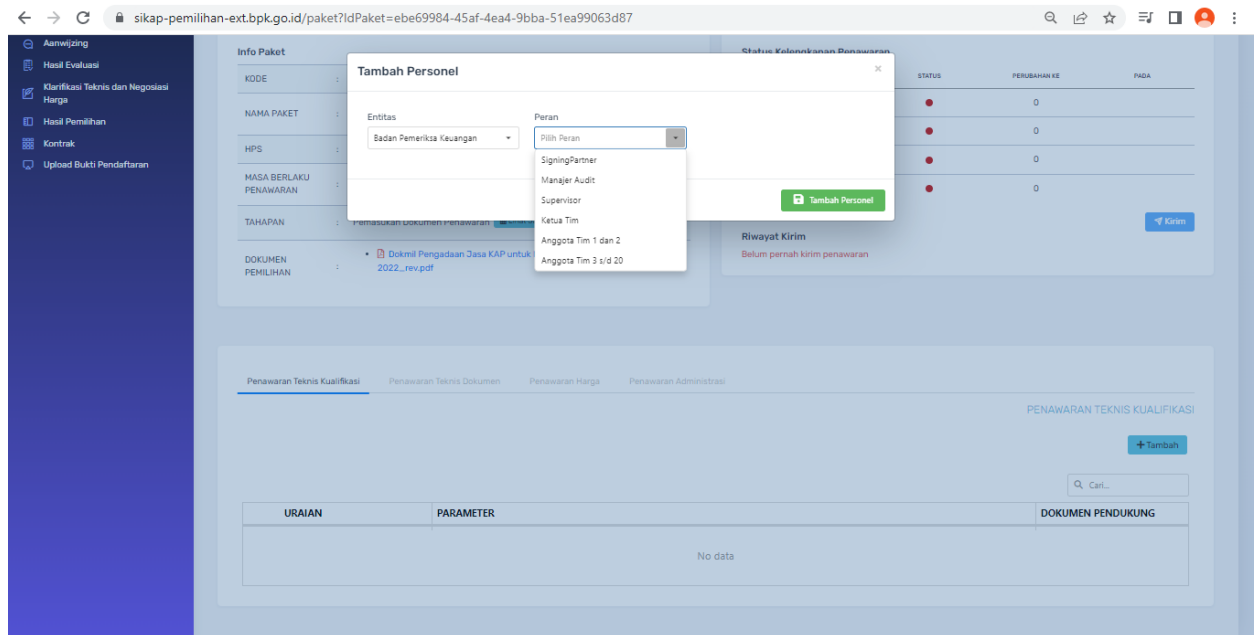 sikap-pemilihan-ext.bpk.go.id/paket?IdPaket=ebe69984-45af-4ea4-9bba-51ea99063d87
Aanwijzing
Hasil Evaluasi
Klarifikasi Teknis dan Negosiasi
Harga
Hasil Pemilihan
Kontrak
Upload Bukti Pendaftaran
Info Paket
KODE :
NAMA PAKET :
HPS :
MASA BERLAKU
PENAWARAN :
TAHAPAN : Pemasukan Dokumen Penawaran
DOKUMEN
PEMILIHAN :
• Dokmil Pengadaan Jasa KAP untuk
2022_rev.pdf
Tambah Personel ×
Entitas
Badan Pemeriksa Keuangan
Peran
Pilih Peran
SigningPartner
Manajer Audit
Supervisor
Ketua Tim
Anggota Tim 1 dan 2
Anggota Tim 3 s/d 20
Tambah Personel
Status Kelengkapan Penawaran
STATUS PERUBAHAN KE PADA
0
0
0
0
Kirim
Riwayat Kirim
Belum pernah kirim penawaran
Penawaran Teknis Kualifikasi Penawaran Teknis Dokumen Penawaran Harga Penawaran Administrasi
PENAWARAN TEKNIS KUALIFIKASI
+Tambah
Cari...
URAIAN PARAMETER DOKUMEN PENDUKUNG
No data